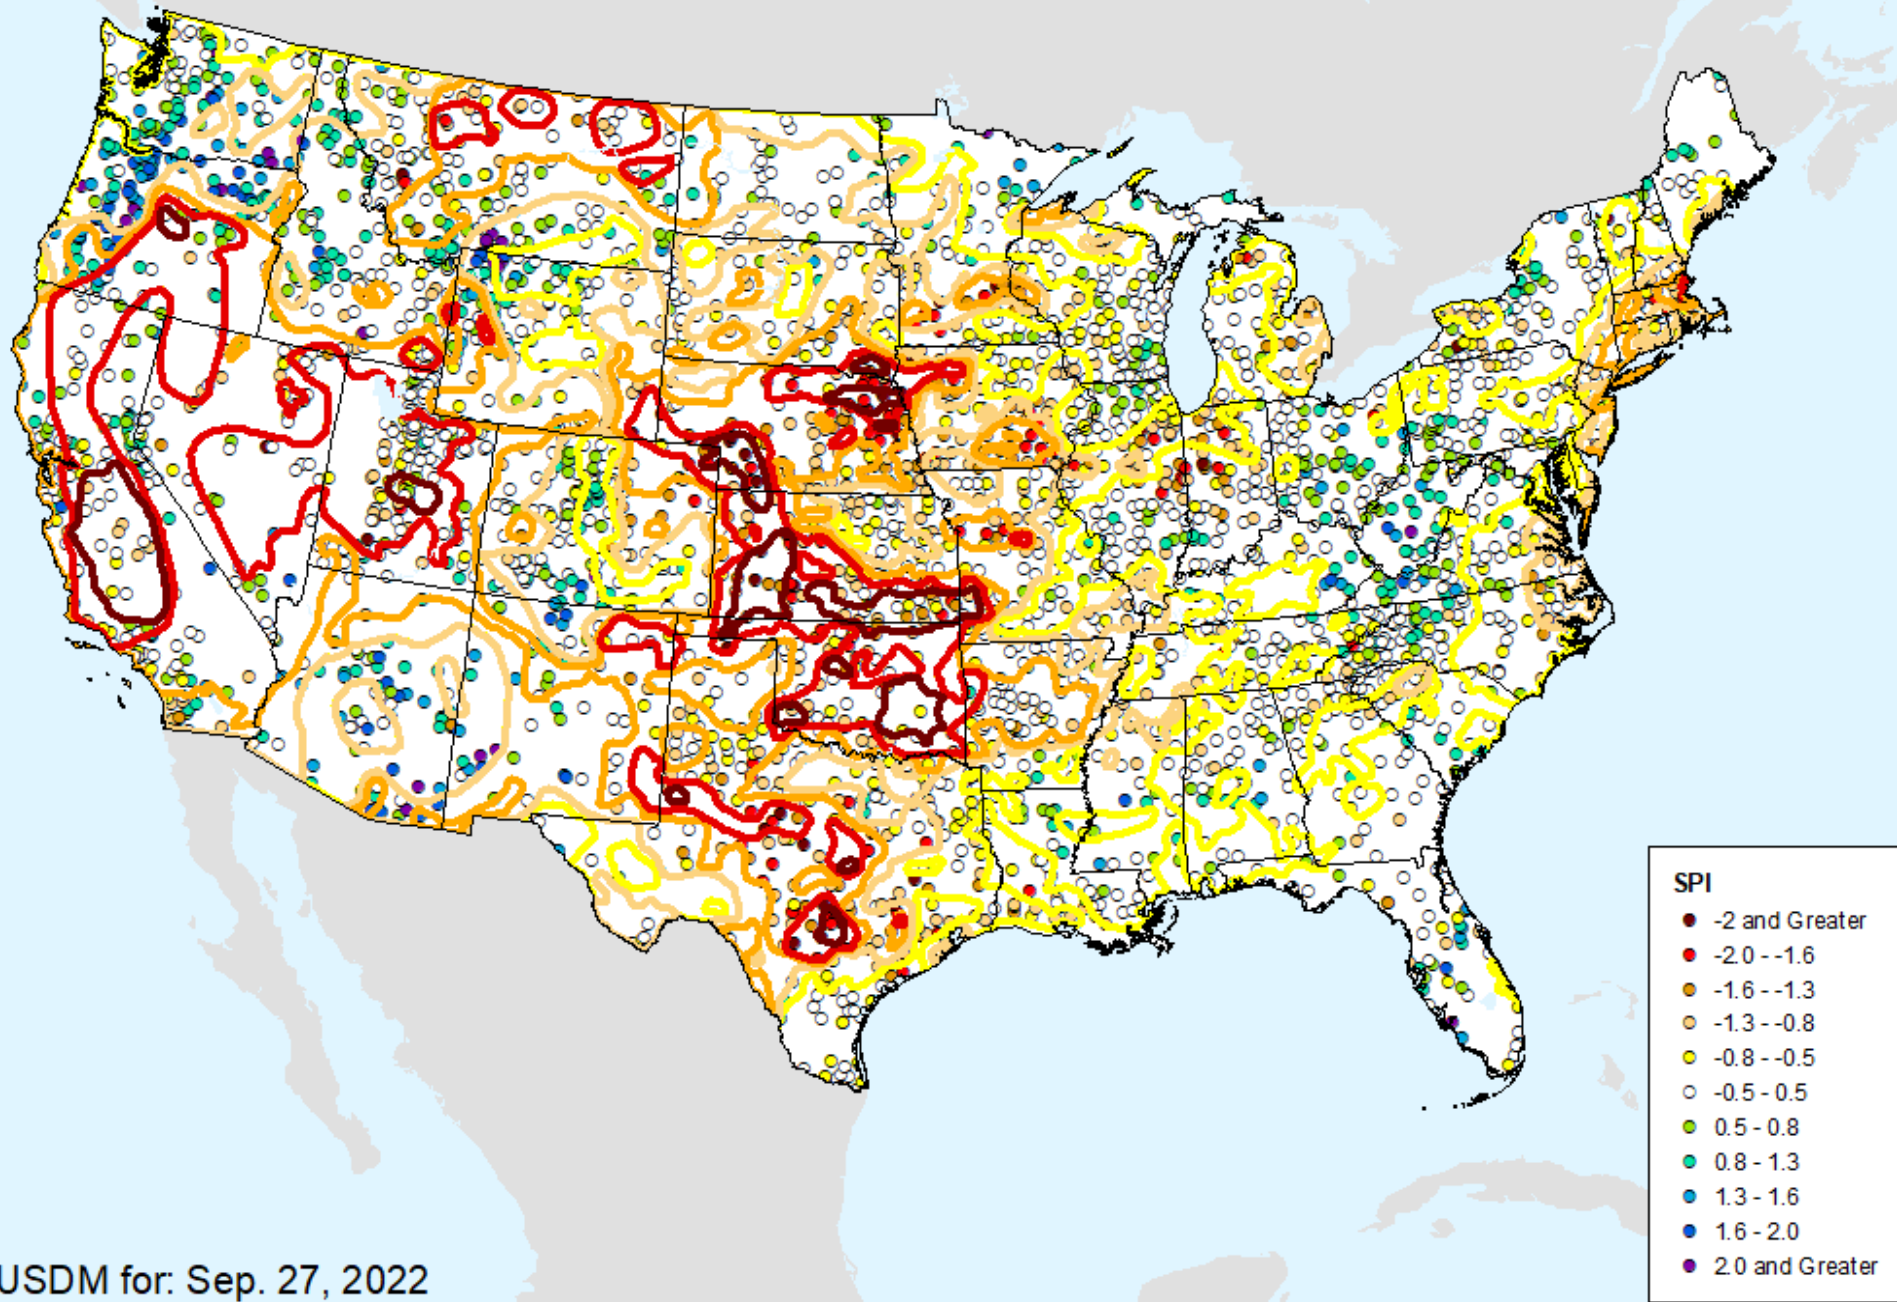 SPI
-2 and Greater
-2.0 - -1.6
-1.6 - -1.3
-1.3 - -0.8
-0.8 - -0.5
-0.5 - 0.5
0.5 - 0.8
0.8 - 1.3
1.3 - 1.6
1.6 - 2.0
2.0 and Greater
USDM for: Sep. 27, 2022